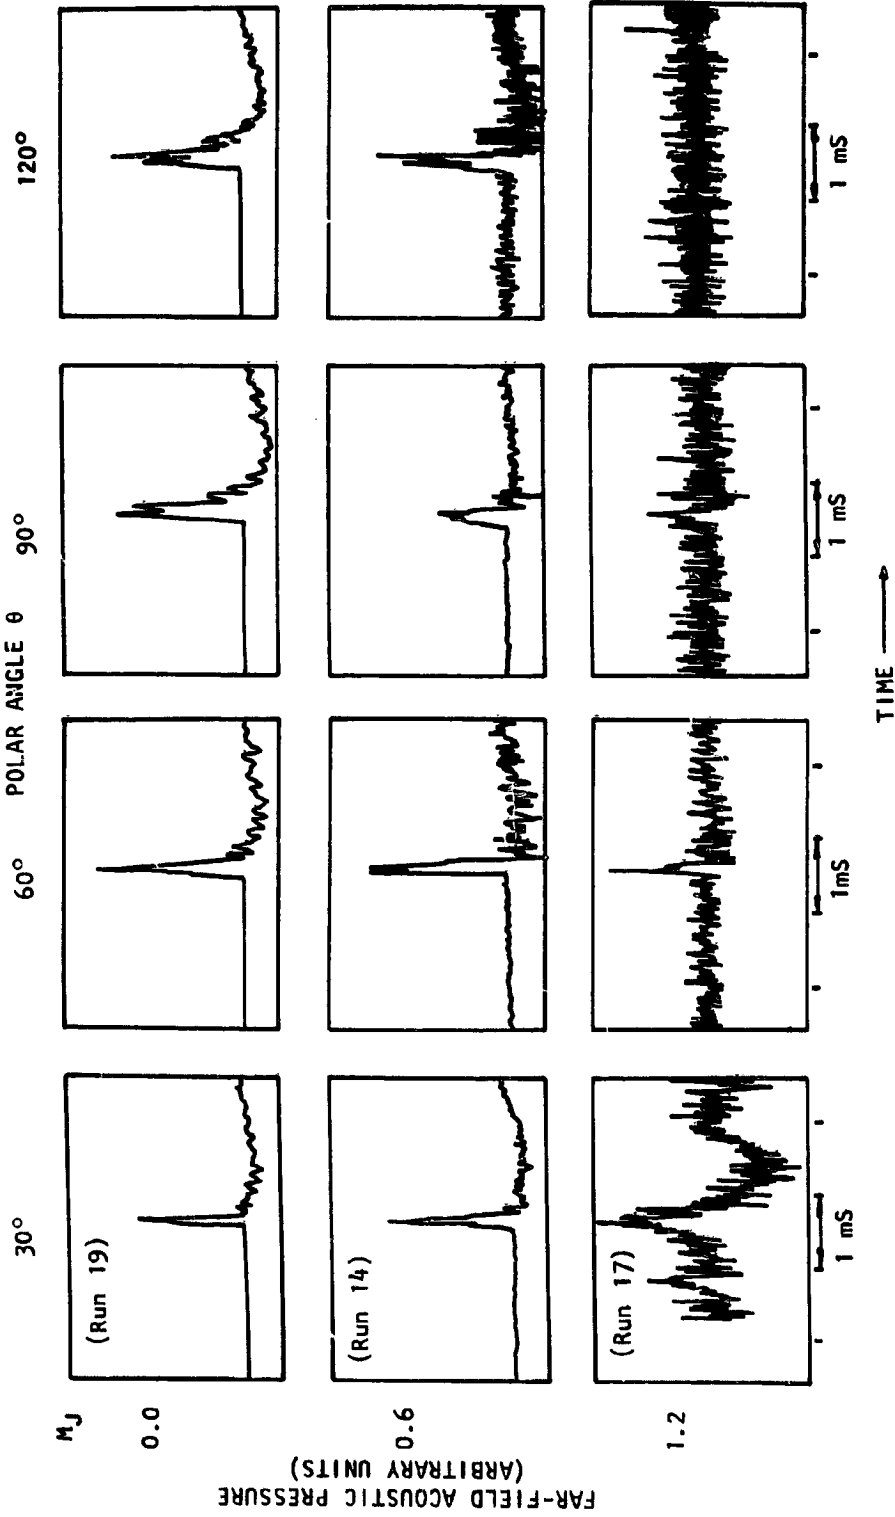 POLAR ANGLE θ
30° 60° 90° 120°
M_J
0.0
(Run 19)
0.6
(Run 14)
1.2
(Run 17)
FAR-FIELD ACOUSTIC PRESSURE
(ARBITRARY UNITS)
1 mS 1mS 1 mS 1 mS
TIME